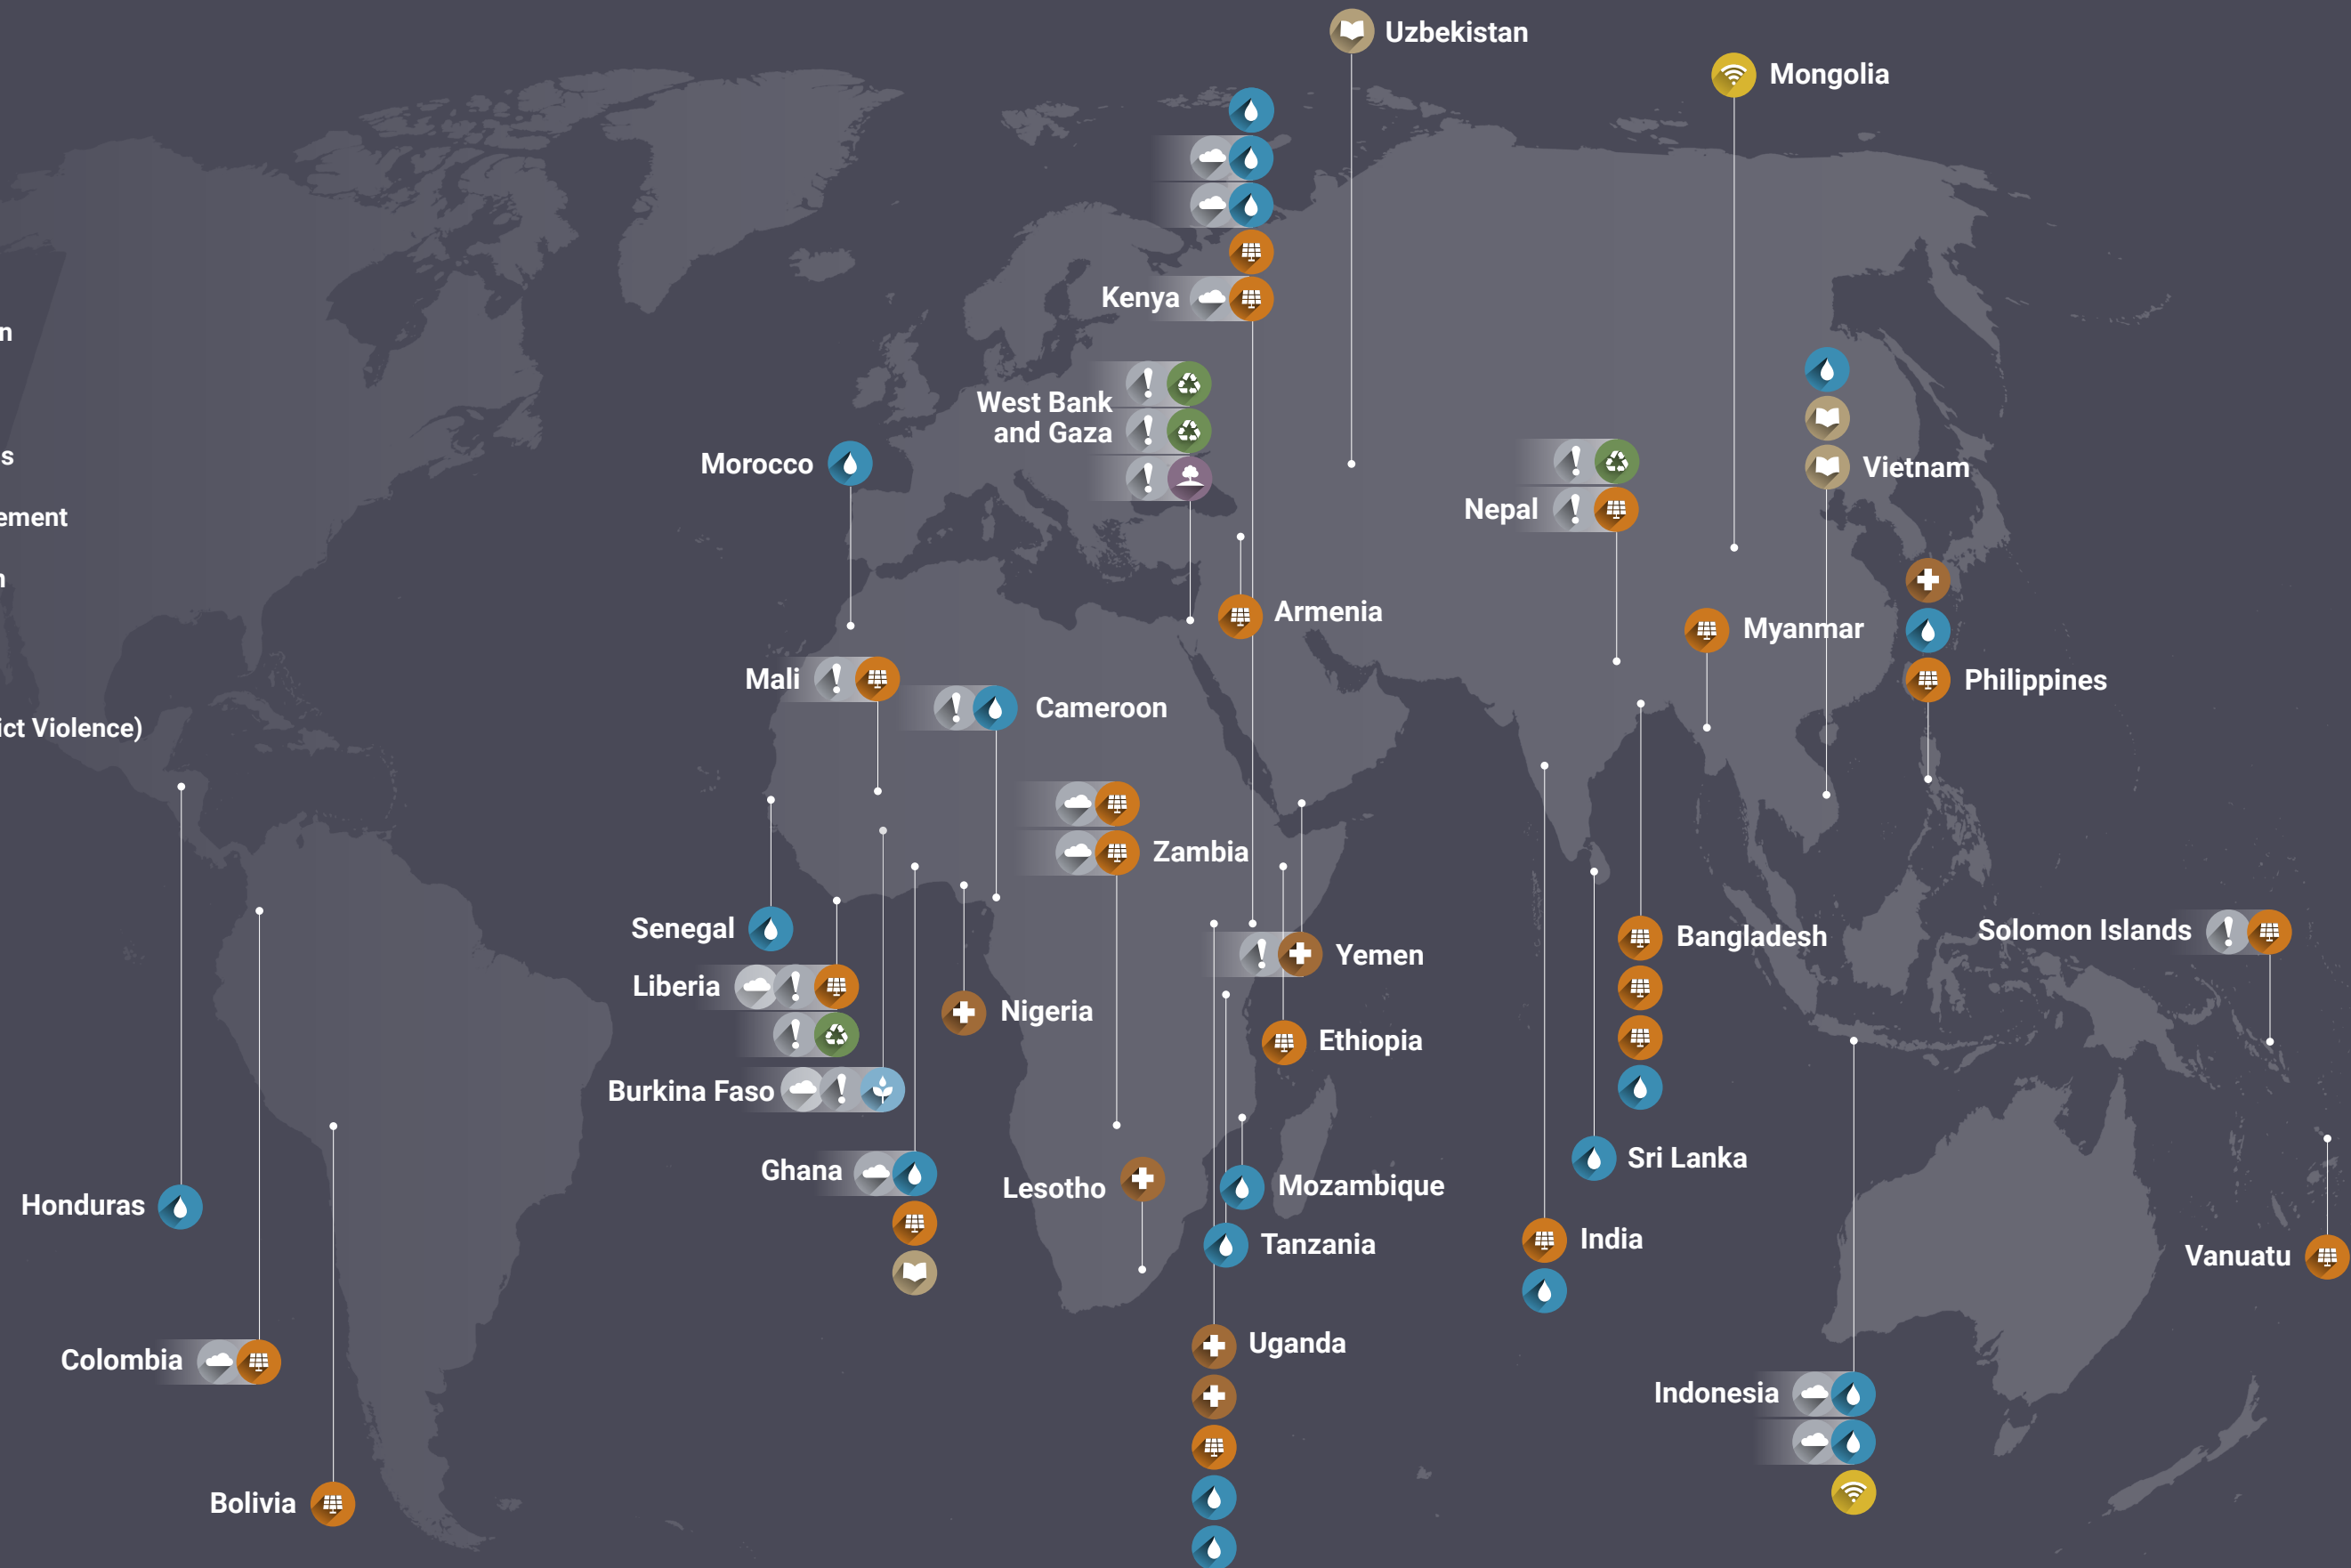 Uzbekistan
Mongolia
Kenya
n
West Bank
and Gaza
s
Morocco
Vietnam
Nepal
ement
n
Armenia
Myanmar
Mali
Philippines
Cameroon
ict Violence)
Zambia
Senegal
Bangladesh
Solomon Islands
Yemen
Liberia
Nigeria
Ethiopia
Burkina Faso
Sri Lanka
Ghana
Lesotho
Mozambique
Honduras
India
Tanzania
Vanuatu
Uganda
Colombia
Indonesia
Bolivia